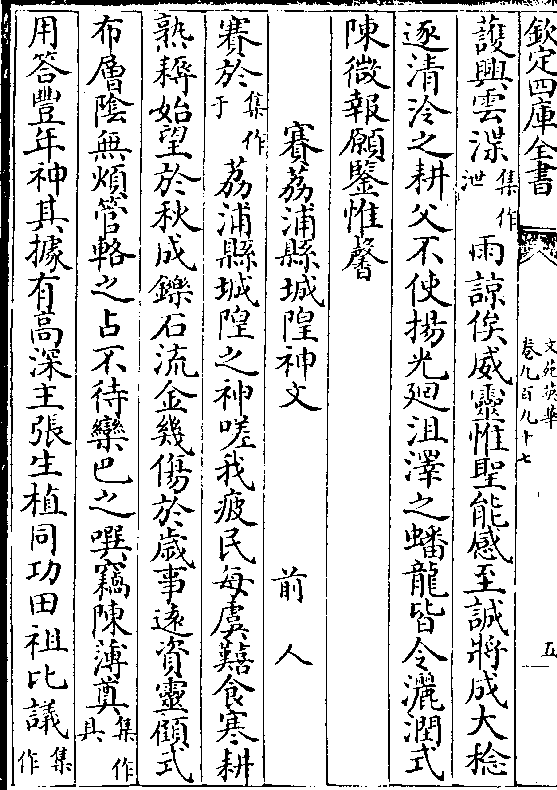 欽定四庫全書
文苑英華
卷九百九十七
五
䕶興雲渫集作泄雨諒俟威靈惟聖能感至誠將成大稔
逐清泠之耕父不使揚光廻沮澤之蟠龍皆令灑潤式
陳微報願鑒惟馨
賽荔浦縣城隍神文 前人
賽於集作于荔浦縣城隍之神嗟我疲民每虞囏食寒耕
熟耨始望於秋成鑠石流金幾傷於歲事遠資靈顧式
布層陰無煩管輅之占不待欒巴之噀竊陳薄奠集作具
用答豐年神其據有高深主張生植同功田祖比議集作